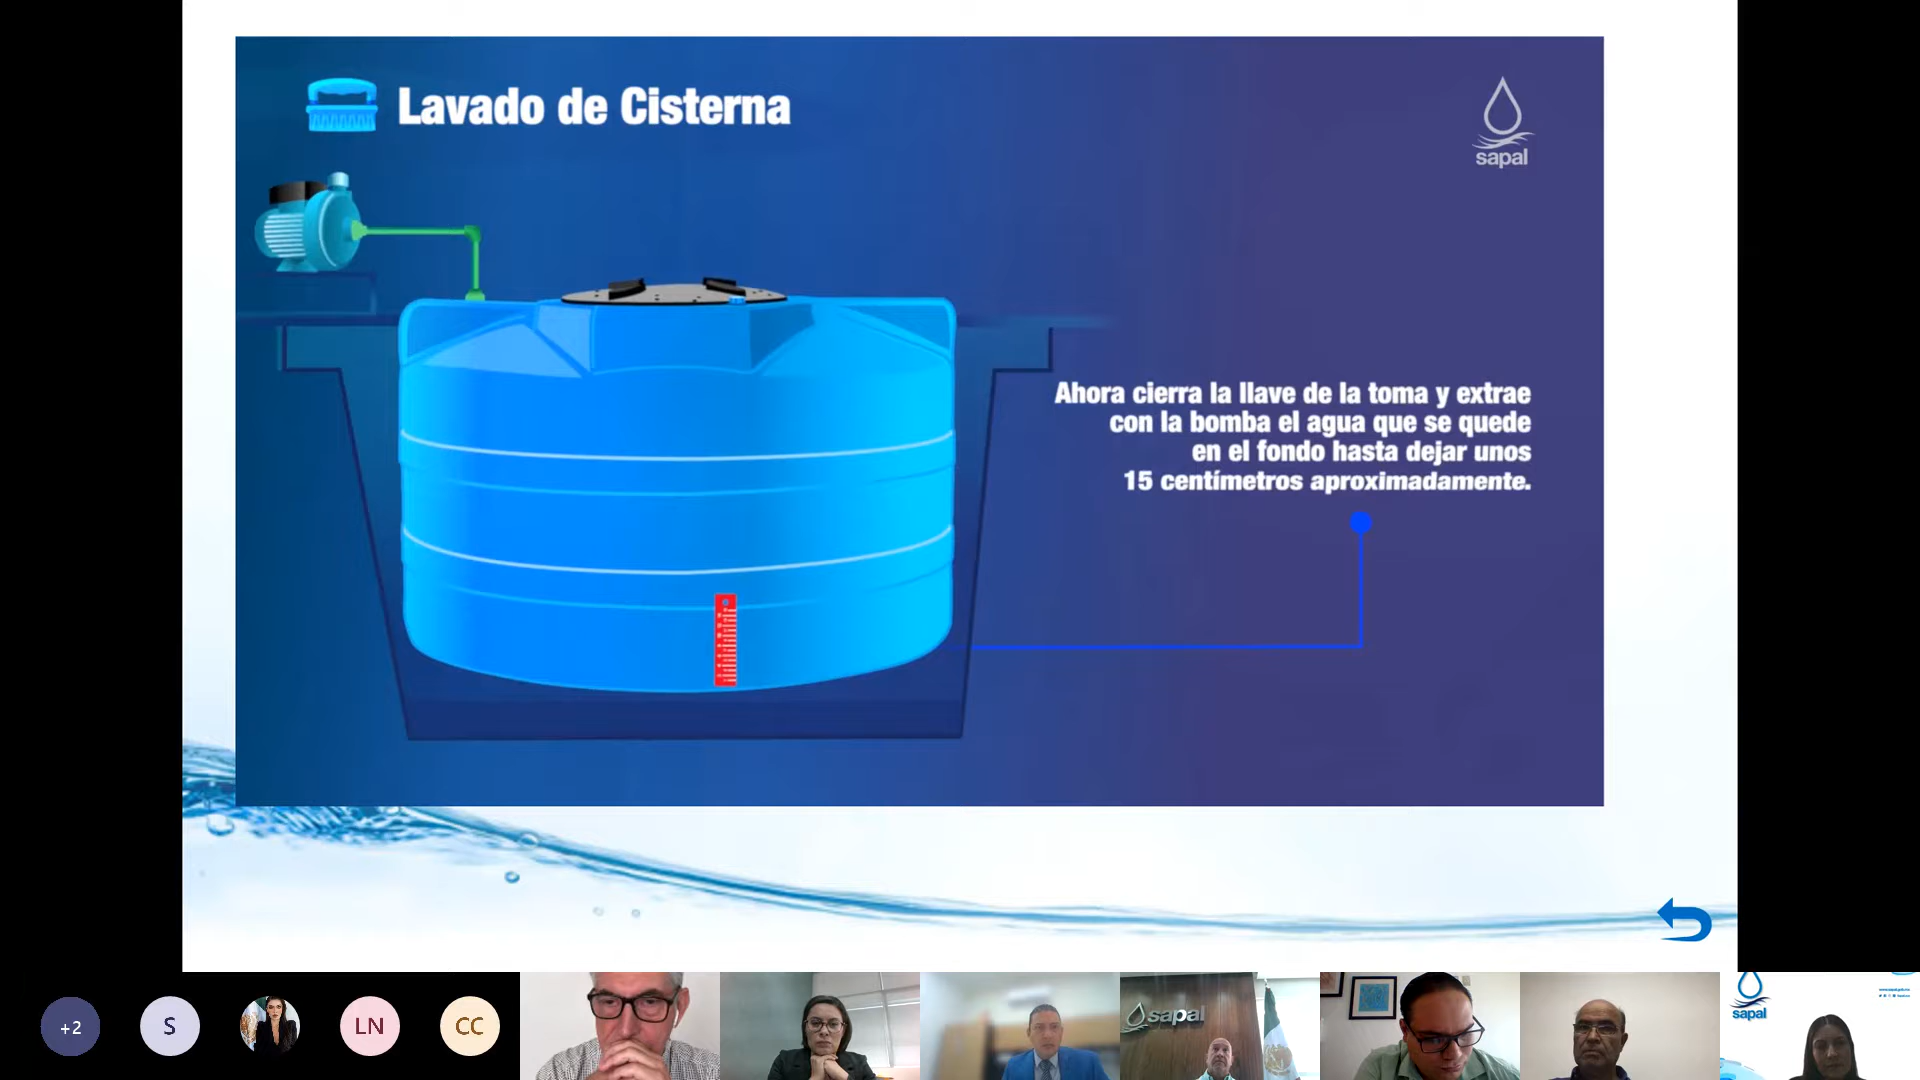 Lavado de Cisterna
sapal
Ahora cierra la llave de la toma y extrae
con la bomba el agua que se quede
en el fondo hasta dejar unos
15 centímetros aproximadamente.
+2
S
LN
CC
sapal
sapal